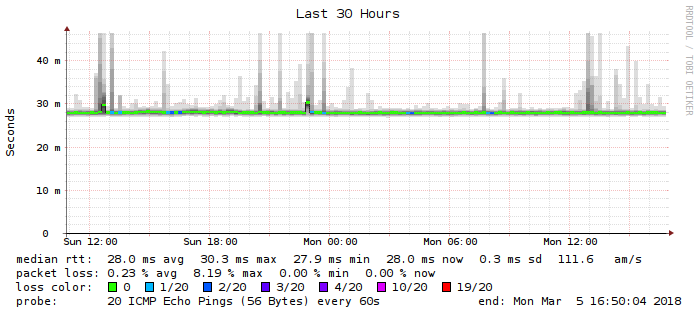 Last 30 Hours
RRDTOOL / TOBI OETIKER
Seconds
40 m
30 m
20 m
10 m
0
Sun 12:00 Sun 18:00 Mon 00:00 Mon 06:00 Mon 12:00
median rtt: 28.0 ms avg 30.3 ms max 27.9 ms min 28.0 ms now 0.3 ms sd 111.6 am/s
packet loss: 0.23 % avg 8.19 % max 0.00 % min 0.00 % now
loss color: 0 1/20 2/20 3/20 4/20 10/20 19/20
probe: 20 ICMP Echo Pings (56 Bytes) every 60s end: Mon Mar 5 16:50:04 2018